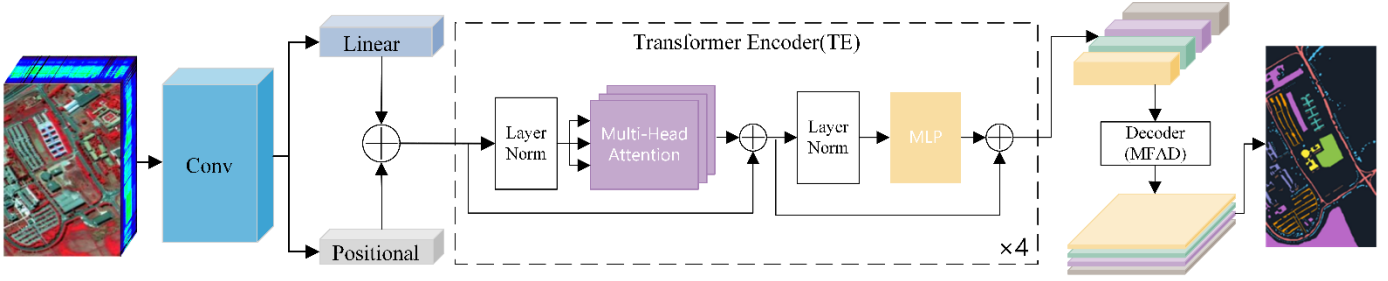 Linear
Transformer Encoder(TE)
Conv
Layer
Norm
Multi-Head
Attention
Layer
Norm
MLP
Decoder
(MFAD)
Positional
×4